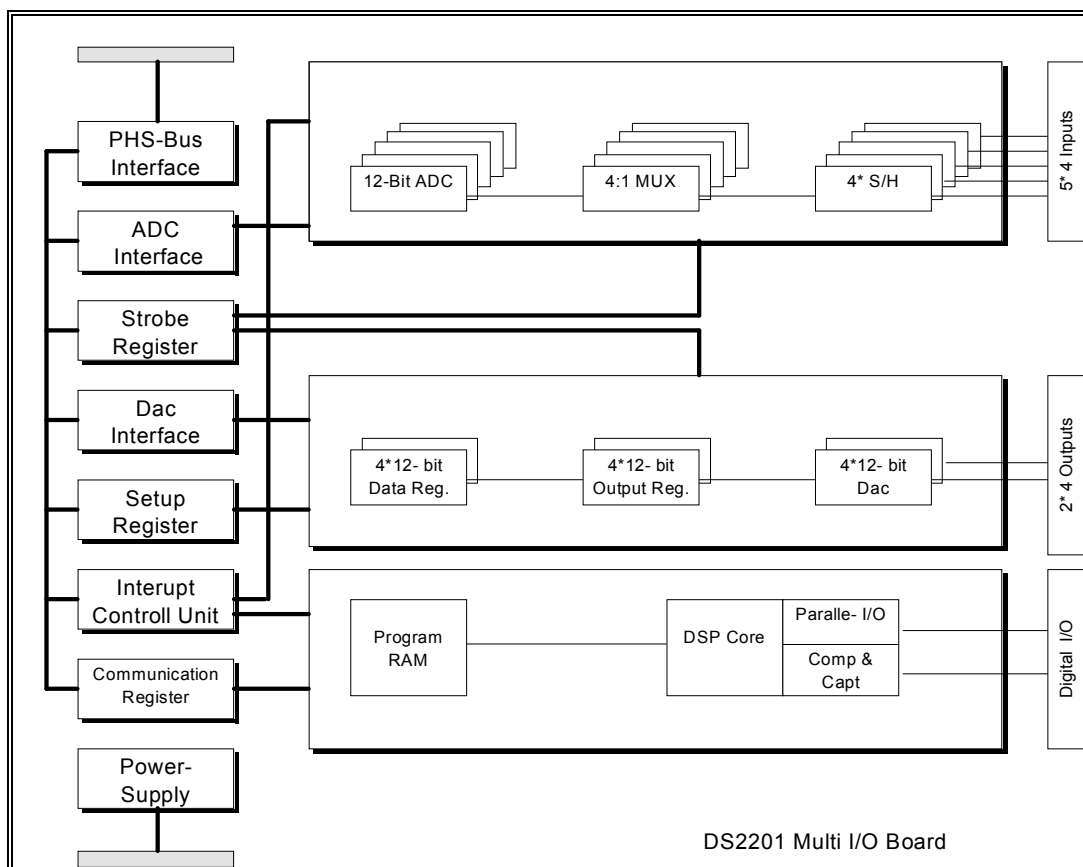 PHS-Bus
Interface
ADC
Interface
Strobe
Register
Dac
Interface
Setup
Register
Interupt
Controll Unit
Communication
Register
Power-
Supply
12-Bit ADC
4:1 MUX
4* S/H
5* 4 Inputs
4*12- bit
Data Reg.
4*12- bit
Output Reg.
4*12- bit
Dac
2* 4 Outputs
Program
RAM
DSP Core
Paralle- I/O
Comp &
Capt
Digital I/O
DS2201 Multi I/O Board